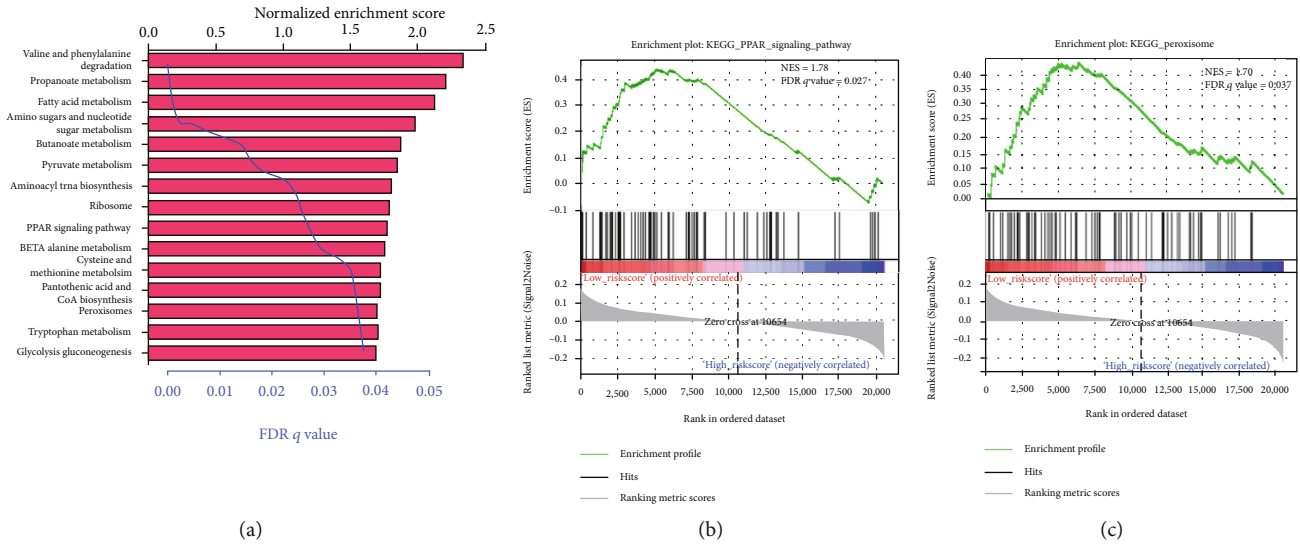 Normalized enrichment score
0.0 0.5 1.0 1.5 2.0 2.5
Valine and phenylalanine
degradation
Propanoate metabolism
Fatty acid metabolism
Amino sugars and nucleotide
sugar metabolism
Butanoate metabolism
Pyruvate metabolism
Aminoacyl trna biosynthesis
Ribosome
PPAR signaling pathway
BETA alanine metabolism
Cysteine and
methionine metabolsim
Pantothenic acid and
CoA biosynthesis
Peroxisomes
Tryptophan metabolism
Glycolysis gluconeogenesis
0.00 0.01 0.02 0.03 0.04 0.05
FDR q value
(a)
Enrichment plot: KEGG_PPAR_signaling_pathway
NES = 1.78
FDR q value = 0.027
Enrichment score (ES)
0.4
0.3
0.2
0.1
0.0
−0.1
Ranked list metric (Signal2Noise)
'Low_riskscore' (positively correlated)
0.2
0.1
0.0
−0.1
−0.2
Zero cross at 10654
'High_riskscore' (negatively correlated)
0 2,500 5,000 7,500 10,000 12,500 15,000 17,500 20,000
Rank in ordered dataset
Enrichment profile
Hits
Ranking metric scores
(b)
Enrichment plot: KEGG_peroxisome
NES = 1.70
FDR q value = 0.037
Enrichment score (ES)
0.40
0.35
0.30
0.25
0.20
0.15
0.10
0.05
0.00
Ranked list metric (Signal2Noise)
'Low_riskscore' (positively correlated)
0.2
0.1
0.0
−0.1
−0.2
Zero cross at 10654
'High_riskscore' (negatively correlated)
0 2,500 5,000 7,500 10,000 12,500 15,000 17,500 20,000
Rank in ordered dataset
Enrichment profile
Hits
Ranking metric scores
(c)